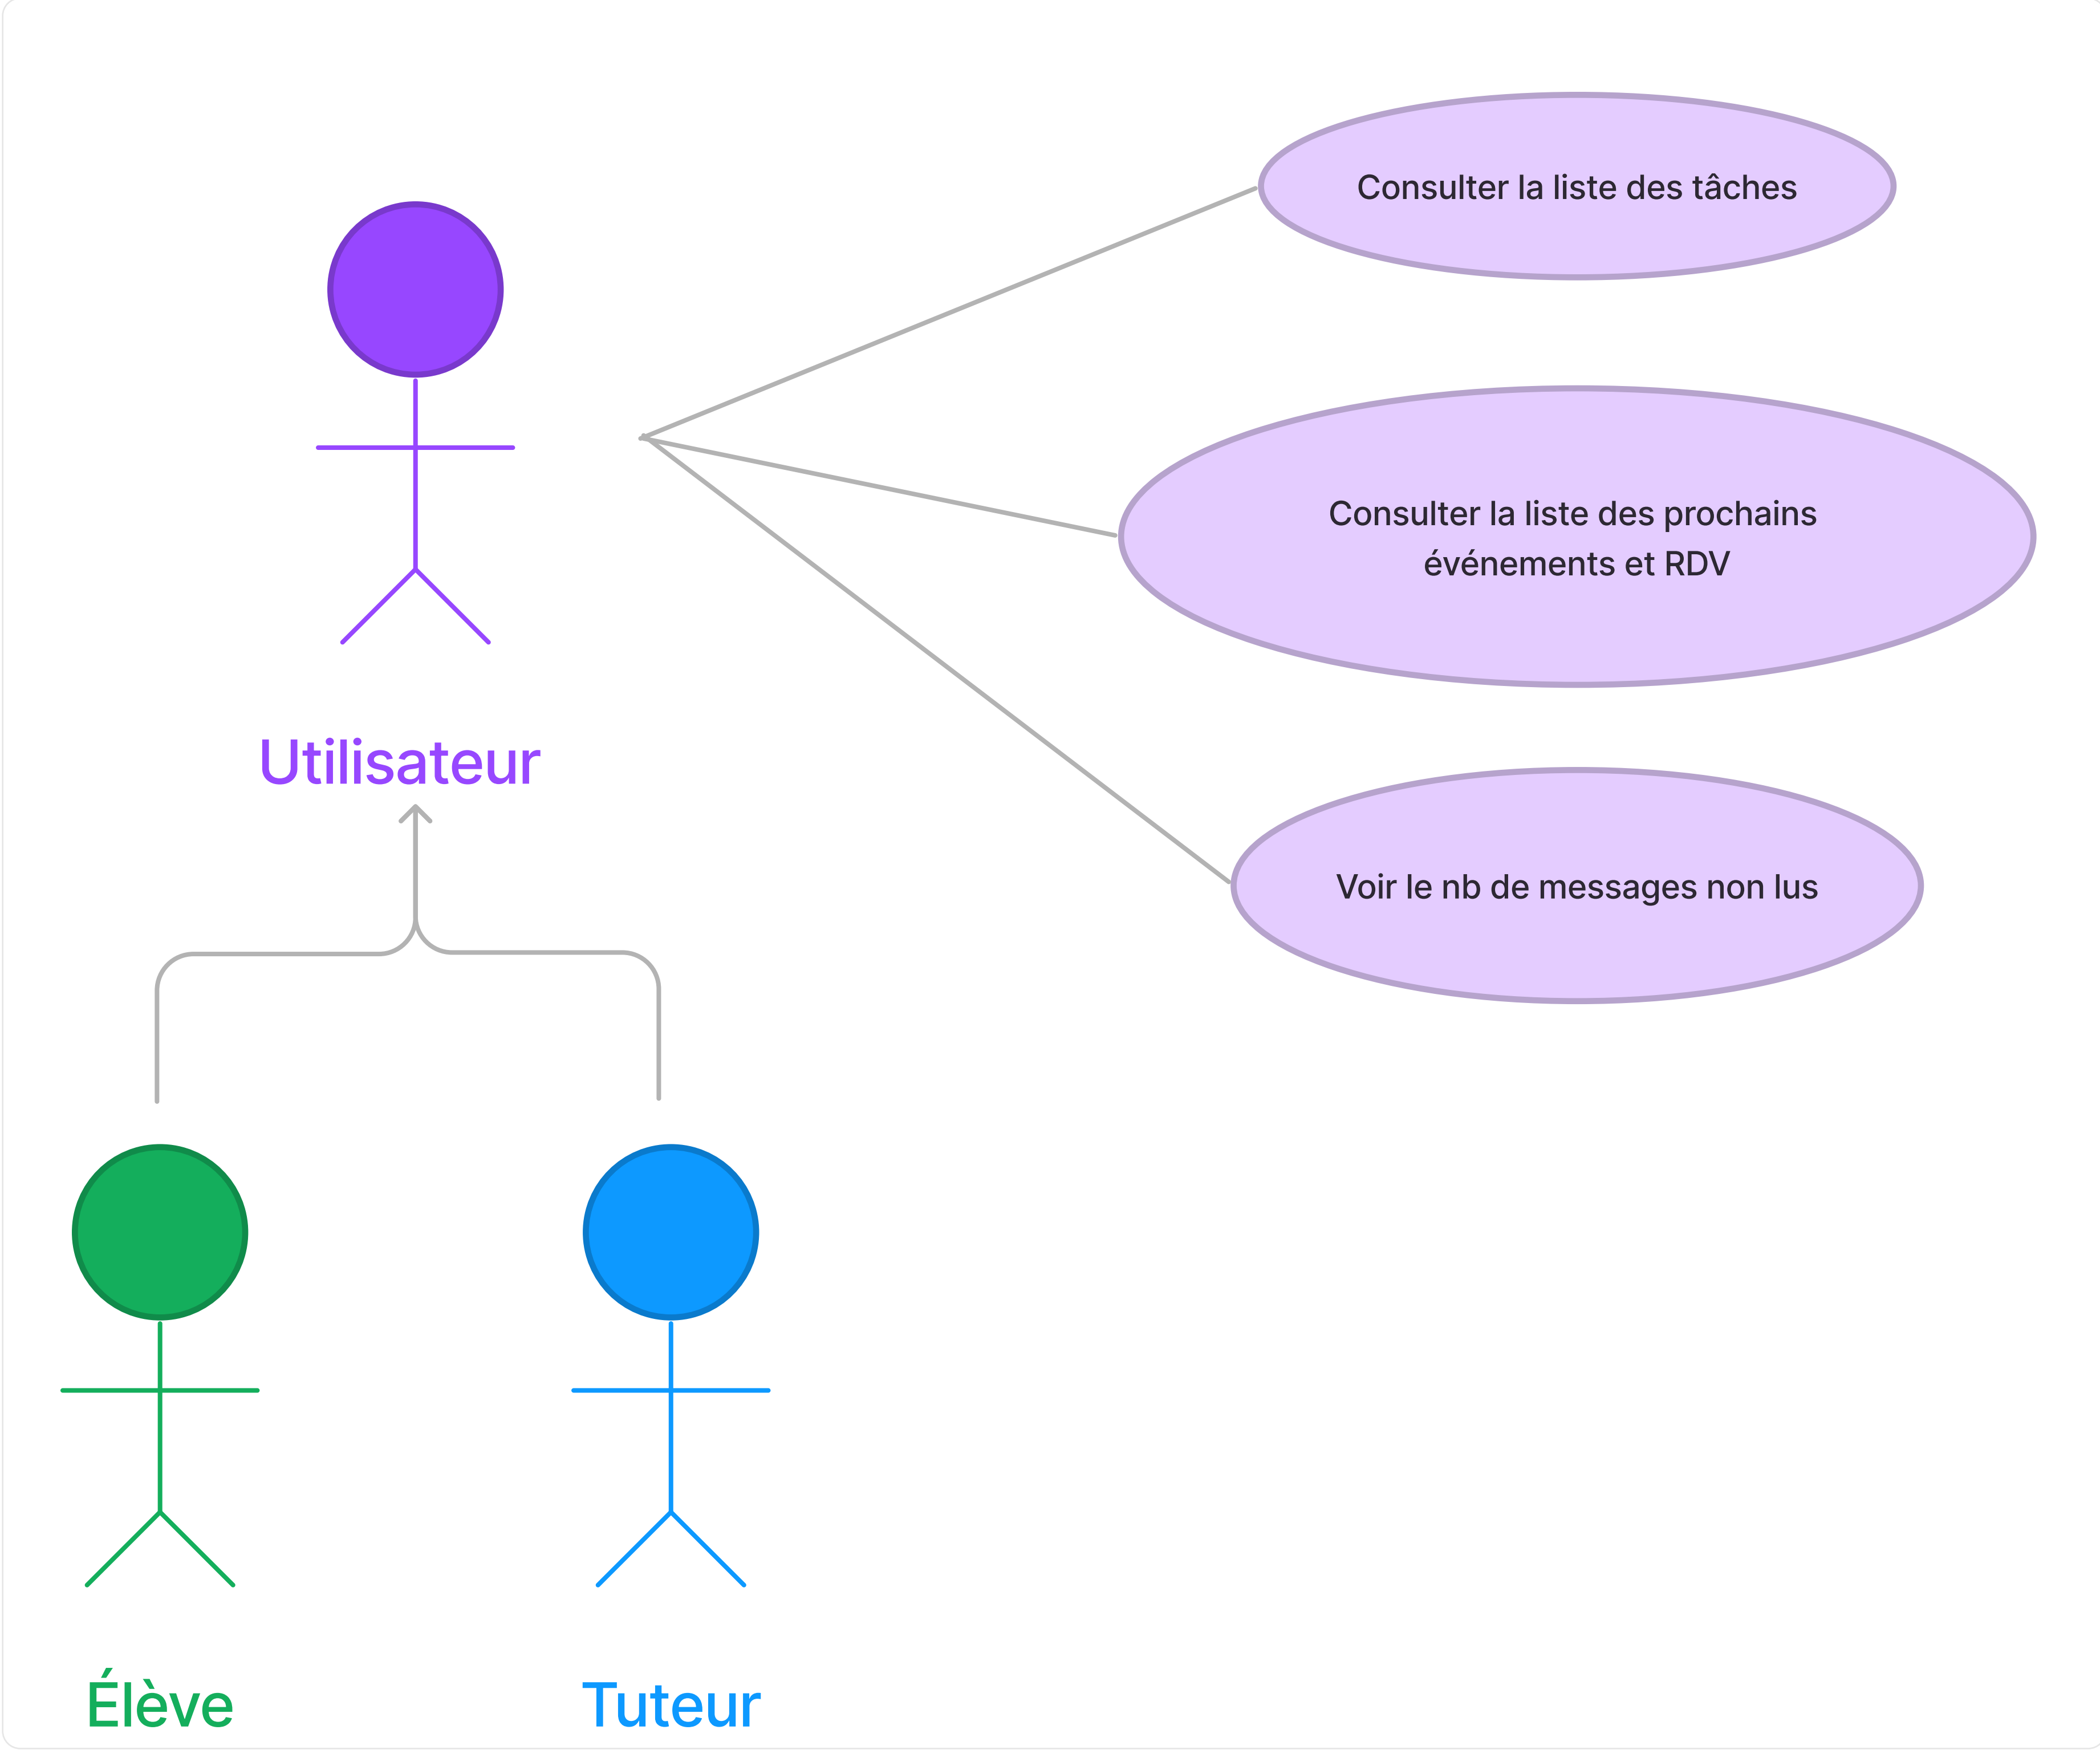 Consulter la liste des tâches
Consulter la liste des prochains
événements et RDV
Utilisateur
Voir le nb de messages non lus
Élève
Tuteur